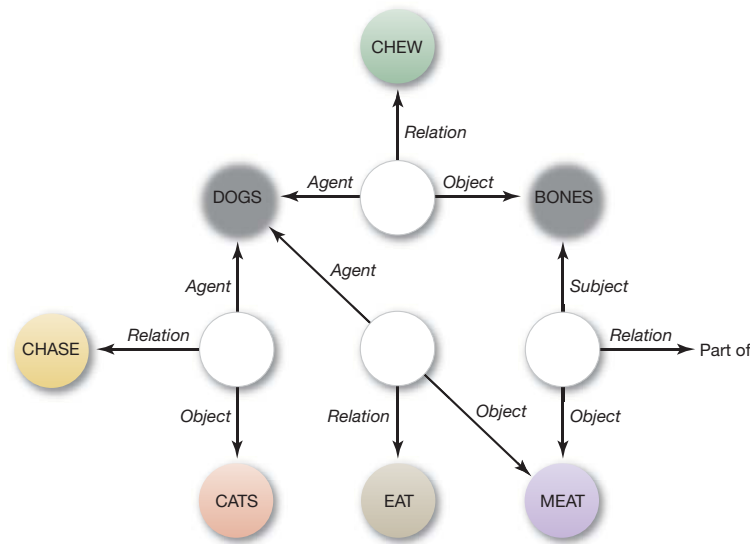 CHEW
Relation
DOGS
Agent
Object
BONES
Agent
Agent
Subject
CHASE
Relation
Relation
Part of
Object
Relation
Object
Object
CATS
EAT
MEAT